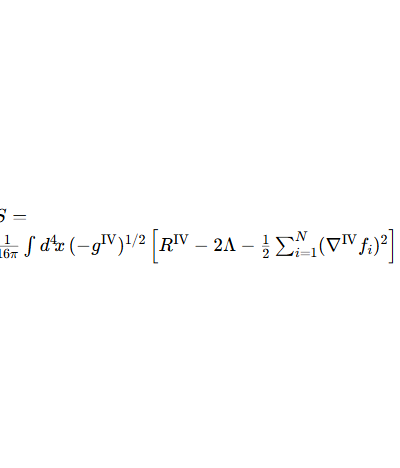 S =
1/16π ∫ d⁴x (−g^IV)^1/2 [R^IV − 2Λ − 1/2 ∑_{i=1}^N (∇^IV f_i)²]